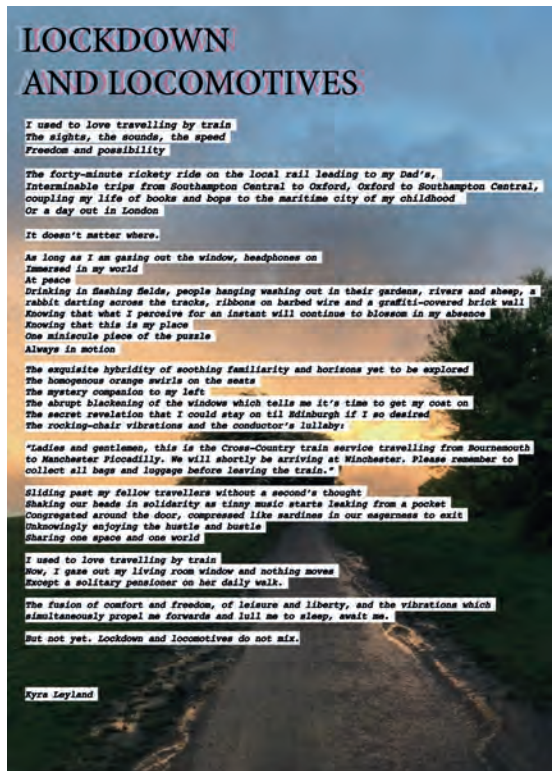 LOCKDOWN
AND LOCOMOTIVES
I used to love travelling by train
The sights, the sounds, the speed
Freedom and possibility
The forty-minute rickety ride on the local rail leading to my Dad's,
Interminable trips from Southampton Central to Oxford, Oxford to Southampton Central,
coupling my life of books and bops to the maritime city of my childhood
Or a day out in London
It doesn't matter where.
As long as I am gazing out the window, headphones on
Immersed in my world
At peace
Drinking in flashing fields, people hanging washing out in their gardens, rivers and sheep, a
rabbit darting across the tracks, ribbons on barbed wire and a graffiti-covered brick wall
Knowing that what I perceive for an instant will continue to blossom in my absence
Knowing that this is my place
One miniscule piece of the puzzle
Always in motion
The exquisite hybridity of soothing familiarity and horizons yet to be explored
The homogenous orange swirls on the seats
The mystery companion to my left
The abrupt blackening of the windows which tells me it's time to get my coat on
The secret revelation that I could stay on til Edinburgh if I so desired
The rocking-chair vibrations and the conductor's lullaby:
"Ladies and gentlemen, this is the Cross-Country train service travelling from Bournemouth
to Manchester Piccadilly. We will shortly be arriving at Winchester. Please remember to
collect all bags and luggage before leaving the train."
Sliding past my fellow travellers without a second's thought
Shaking our heads in solidarity as tinny music starts leaking from a pocket
Congregated around the door, compressed like sardines in our eagerness to exit
Unknowingly enjoying the hustle and bustle
Sharing one space and one world
I used to love travelling by train
Now, I gaze out my living room window and nothing moves
Except a solitary pensioner on her daily walk.
The fusion of comfort and freedom, of leisure and liberty, and the vibrations which
simultaneously propel me forwards and lull me to sleep, await me.
But not yet. Lockdown and locomotives do not mix.
Kyra Leyland